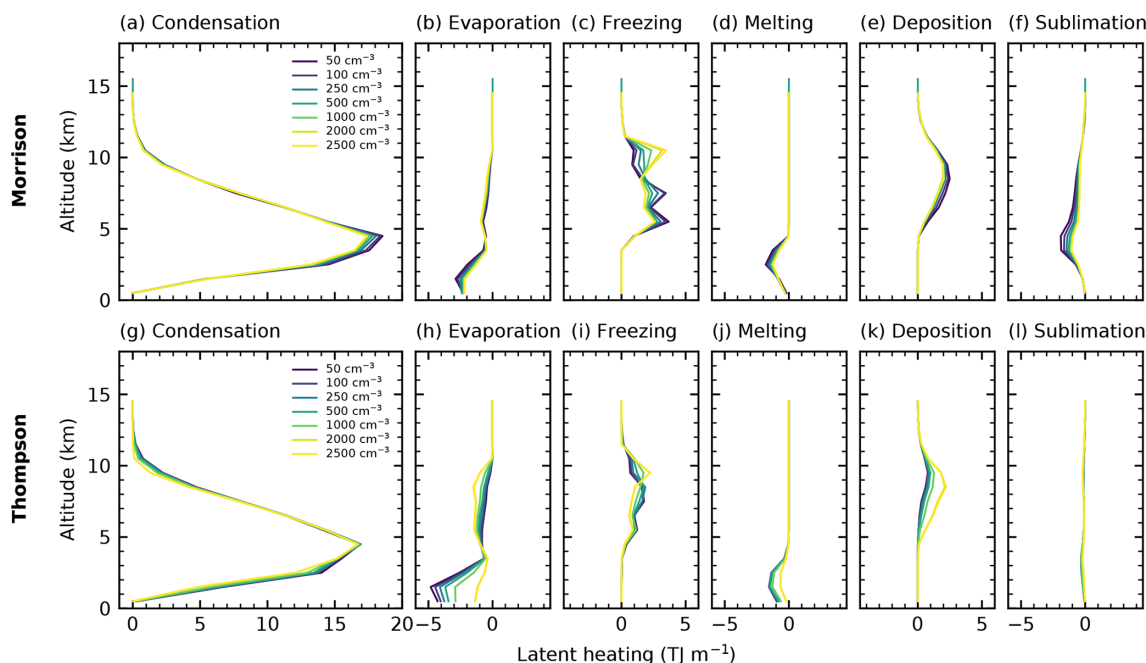 (a) Condensation
(b) Evaporation
(c) Freezing
(d) Melting
(e) Deposition
(f) Sublimation
Morrison
Altitude (km)
15
10
5
0
50 cm⁻³
100 cm⁻³
250 cm⁻³
500 cm⁻³
1000 cm⁻³
2000 cm⁻³
2500 cm⁻³
(g) Condensation
(h) Evaporation
(i) Freezing
(j) Melting
(k) Deposition
(l) Sublimation
Thompson
Altitude (km)
15
10
5
0
50 cm⁻³
100 cm⁻³
250 cm⁻³
500 cm⁻³
1000 cm⁻³
2000 cm⁻³
2500 cm⁻³
0 5 10 15 20 −5 0 0 5 0 0 5 −5 0
Latent heating (TJ m⁻¹)